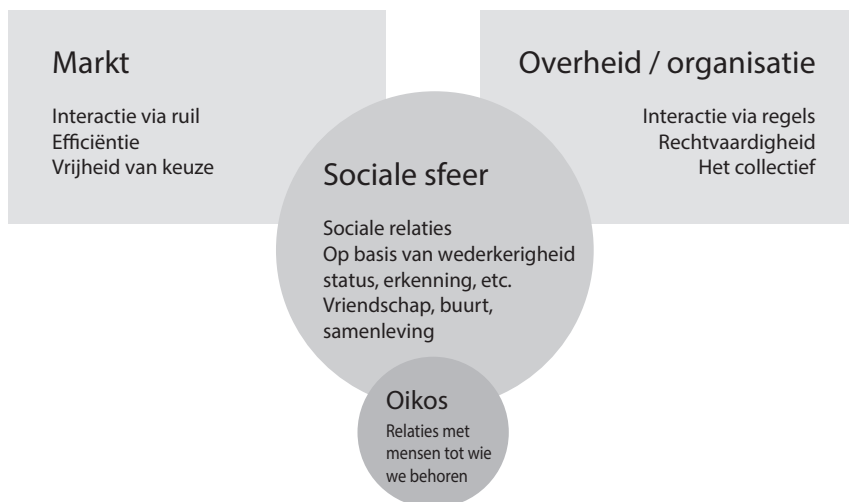 Markt
Interactie via ruil
Efficiëntie
Vrijheid van keuze
Overheid / organisatie
Interactie via regels
Rechtvaardigheid
Het collectief
Sociale sfeer
Sociale relaties
Op basis van wederkerigheid
status, erkenning, etc.
Vriendschap, buurt,
samenleving
Oikos
Relaties met
mensen tot wie
we behoren